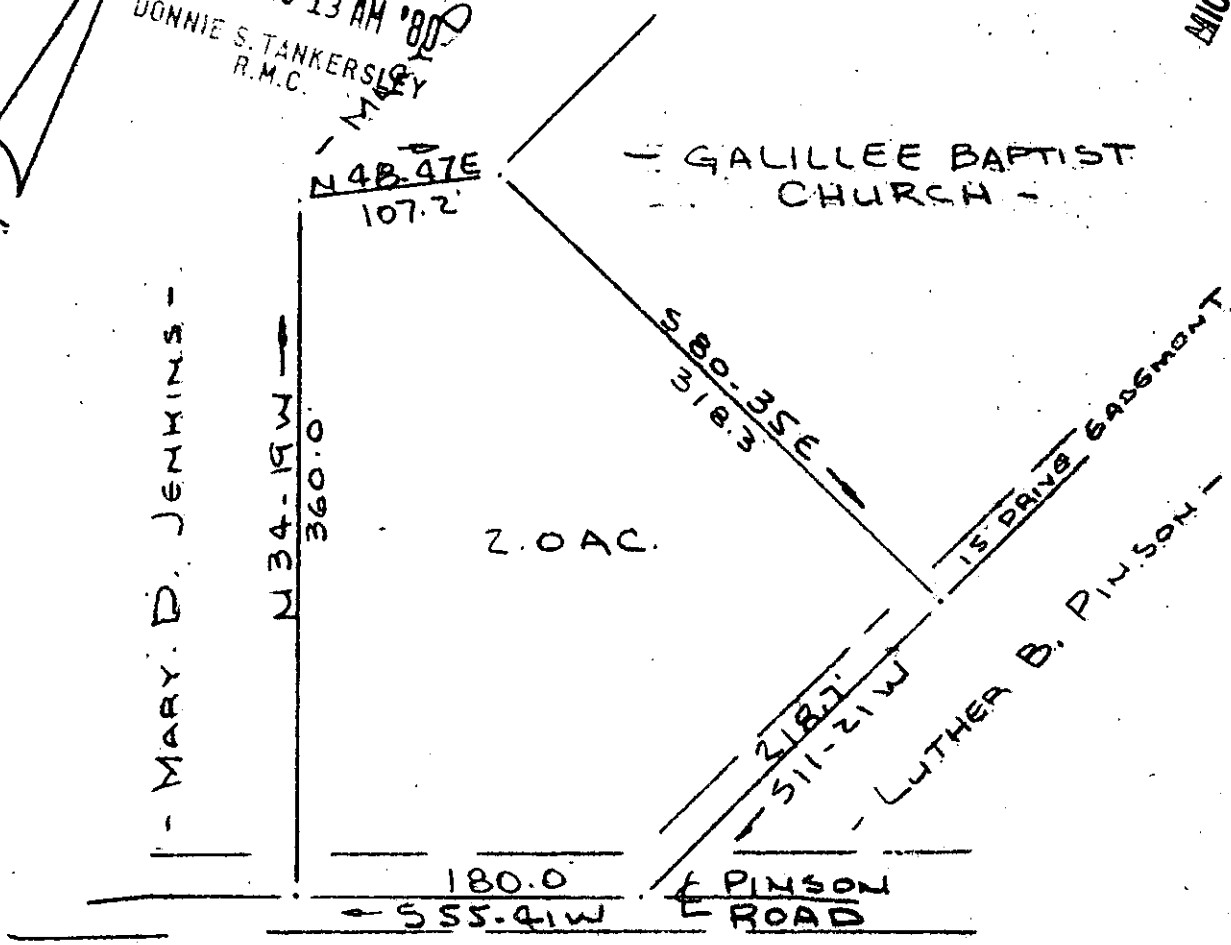 13 AM '80
DONNIE S. TANKERSLEY
R.M.C.
N 48-47E
107.2'
- GALILLEE BAPTIST
CHURCH -
- MARY D. JENKINS -
N 34-19W
360.0
S 80-35E
318.3
2.0 AC.
15' DRIVE EADGMONT
218.7'
S11-21W
- LUTHER B. PINSON -
180.0
S55-41W
℄ PINSON
ROAD